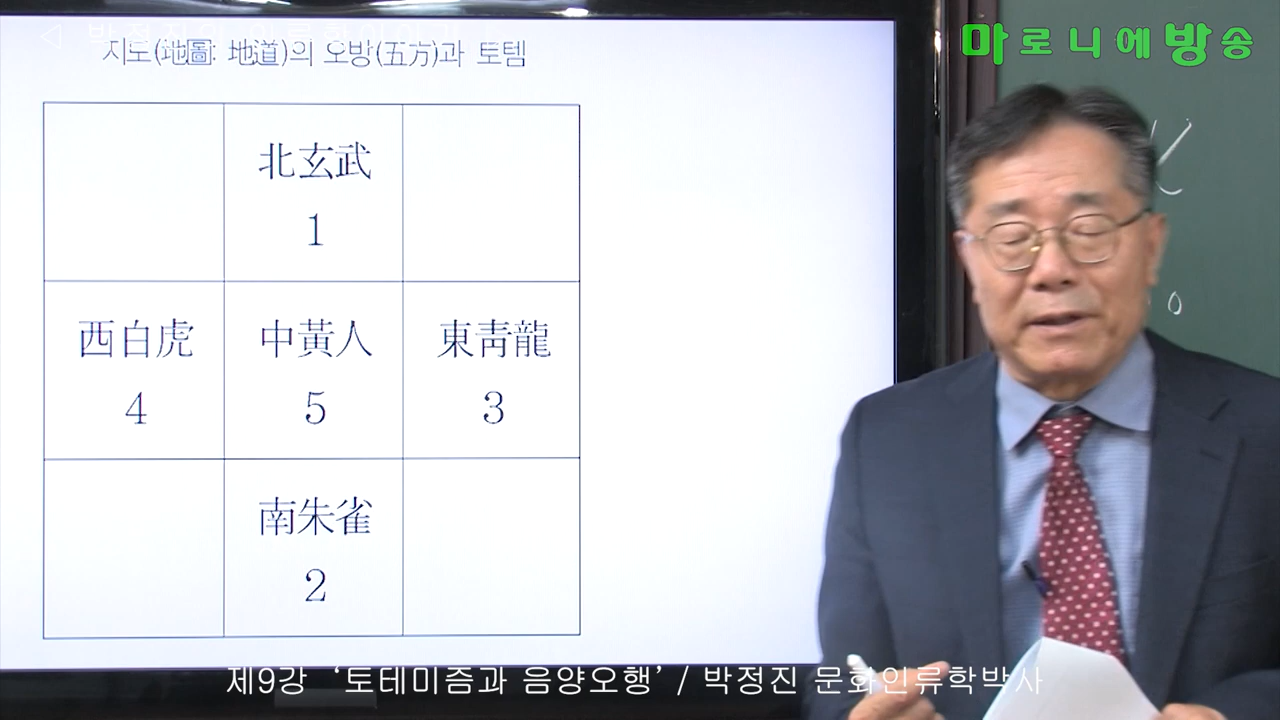 마로니에방송
지도(地圖: 地道)의 오방(五方)과 토템
北玄武
1
西白虎 中黃人 東靑龍
4 5 3
南朱雀
2
제9강 ‘토테미즘과 음양오행’ / 박정진 문화인류학박사